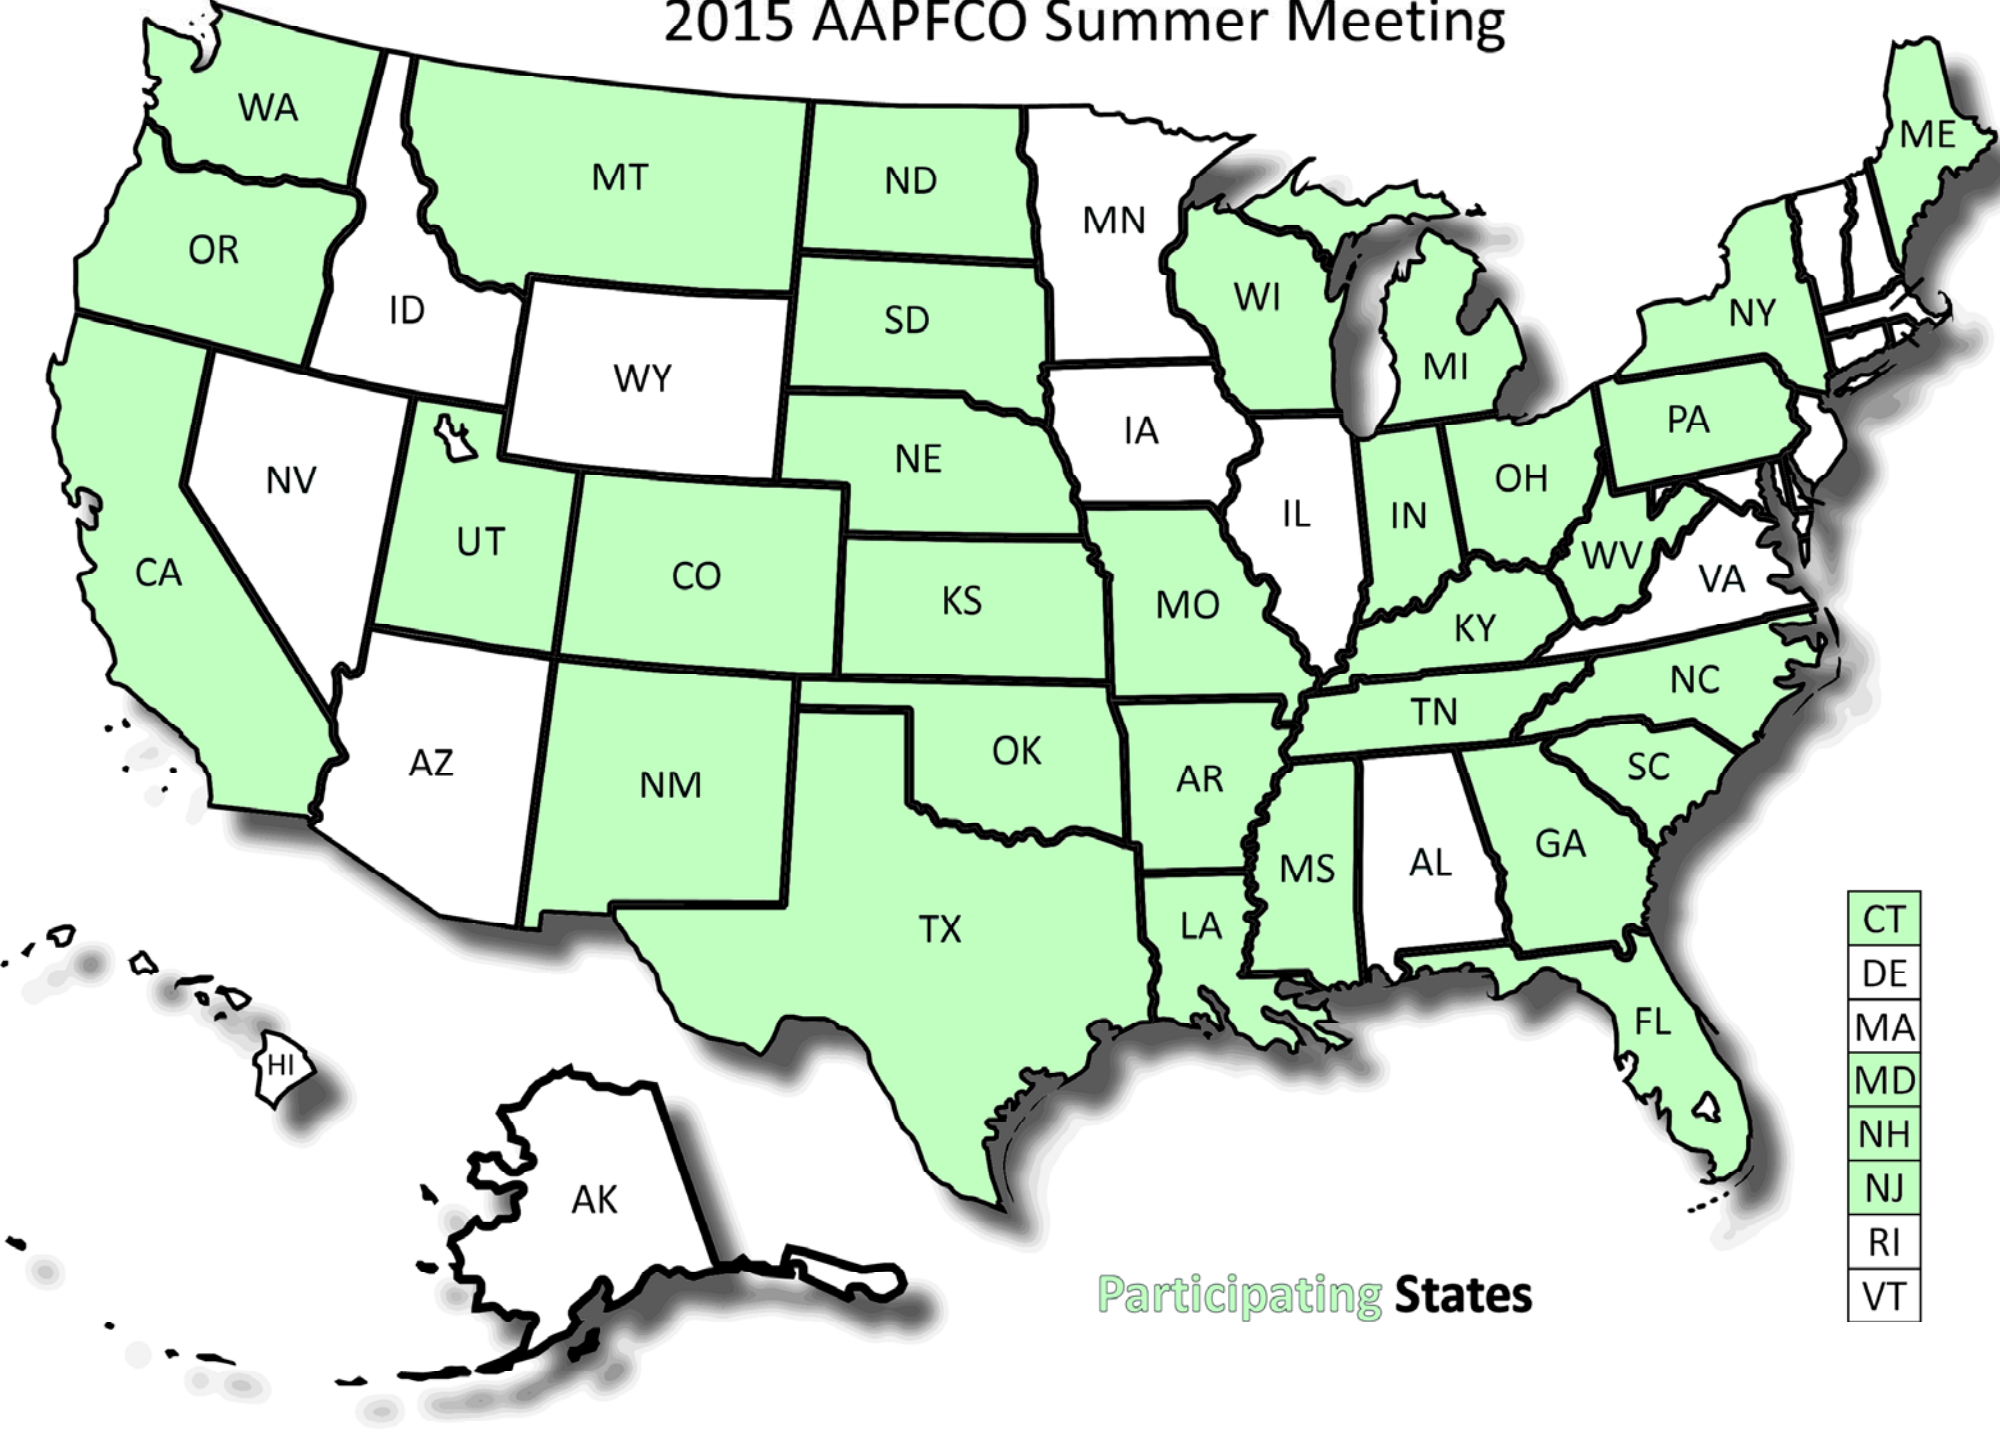 2015 AAPFCO Summer Meeting
WA
MT
ND
MN
ME
OR
ID
SD
WI
NY
MI
WY
IA
PA
NE
NV
OH
IL
IN
UT
WV
CO
KS
MO
VA
CA
KY
NC
TN
AZ
NM
OK
AR
SC
GA
MS
AL
TX
LA
FL
HI
AK
CT
DE
MA
MD
NH
NJ
RI
VT
Participating States